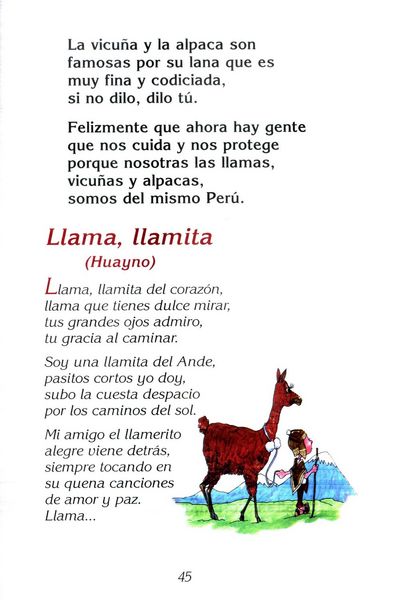 La vicuña y la alpaca son
famosas por su lana que es
muy fina y codiciada,
si no dilo, dilo tú.
Felizmente que ahora hay gente
que nos cuida y nos protege
porque nosotras las llamas,
vicuñas y alpacas,
somos del mismo Perú.
Llama, llamita
(Huayno)
Llama, llamita del corazón,
llama que tienes dulce mirar,
tus grandes ojos admiro,
tu gracia al caminar.
Soy una llamita del Ande,
pasitos cortos yo doy,
subo la cuesta despacio
por los caminos del sol.
Mi amigo el llamerito
alegre viene detrás,
siempre tocando en
su quena canciones
de amor y paz.
Llama...
45